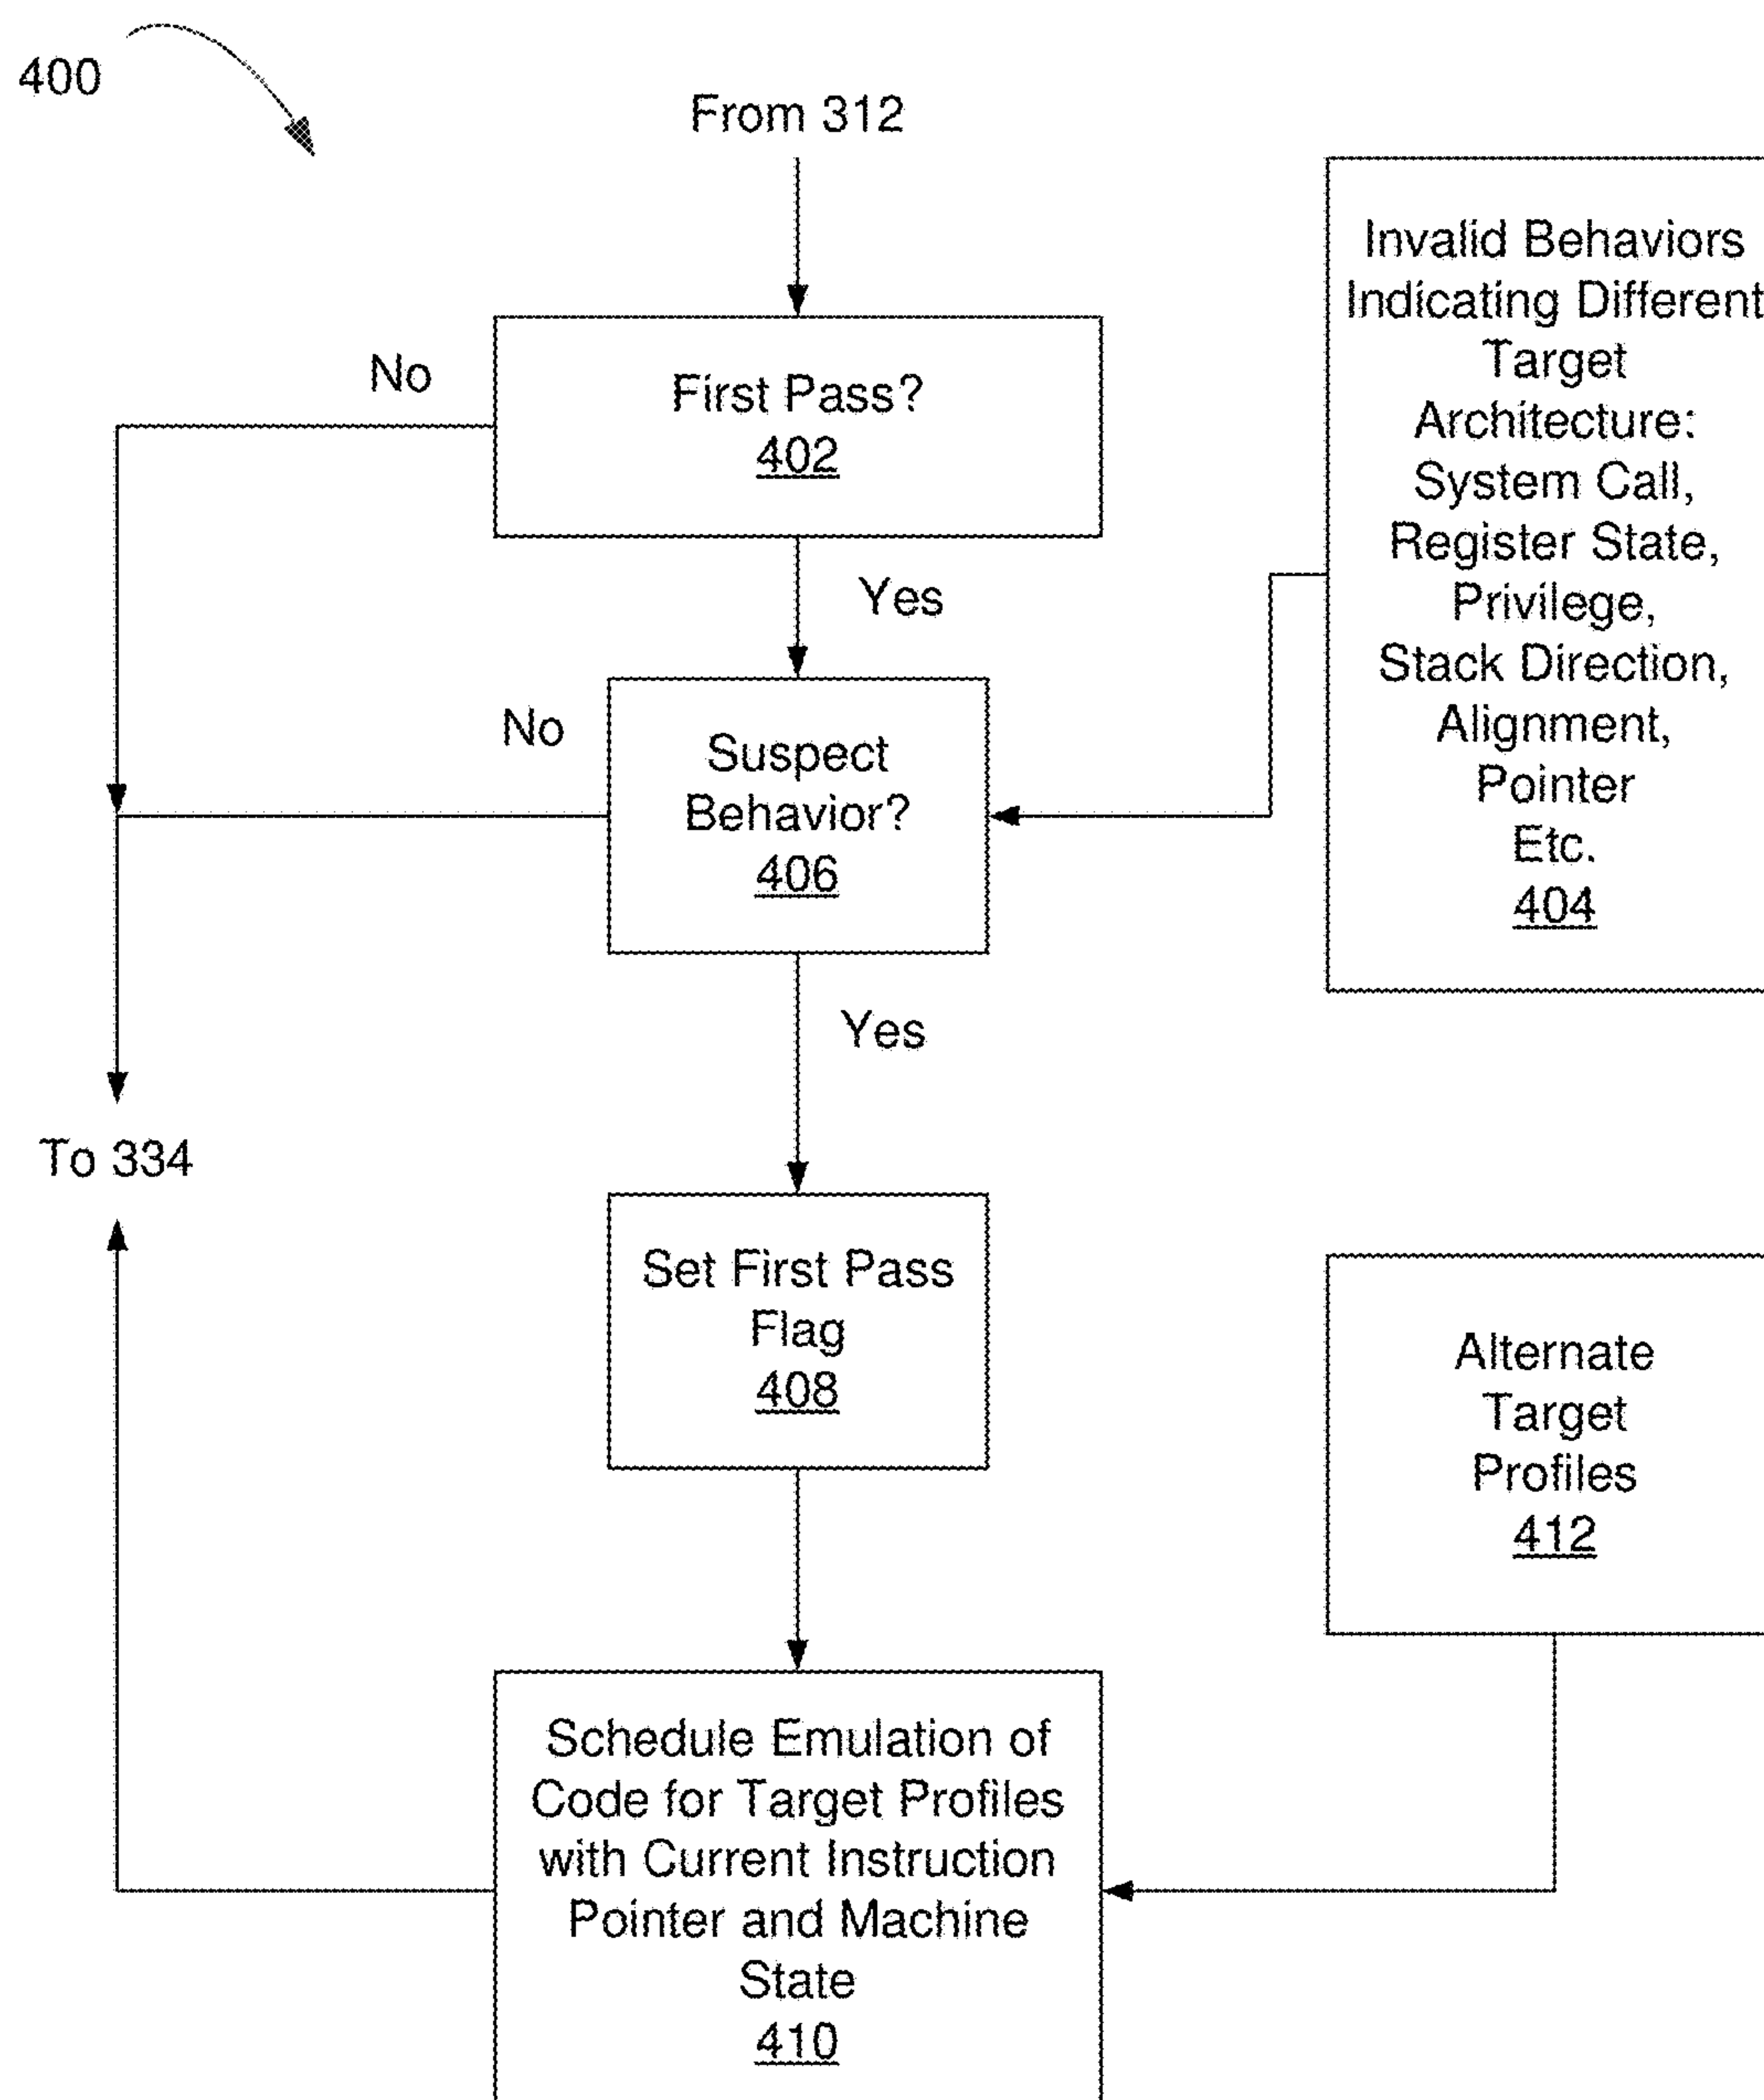 400
From 312
First Pass?
402
No
Yes
Invalid Behaviors
Indicating Different
Target
Architecture:
System Call,
Register State,
Privilege,
Stack Direction,
Alignment,
Pointer
Etc.
404
No
Suspect
Behavior?
406
Yes
To 334
Set First Pass
Flag
408
Alternate
Target
Profiles
412
Schedule Emulation of
Code for Target Profiles
with Current Instruction
Pointer and Machine
State
410